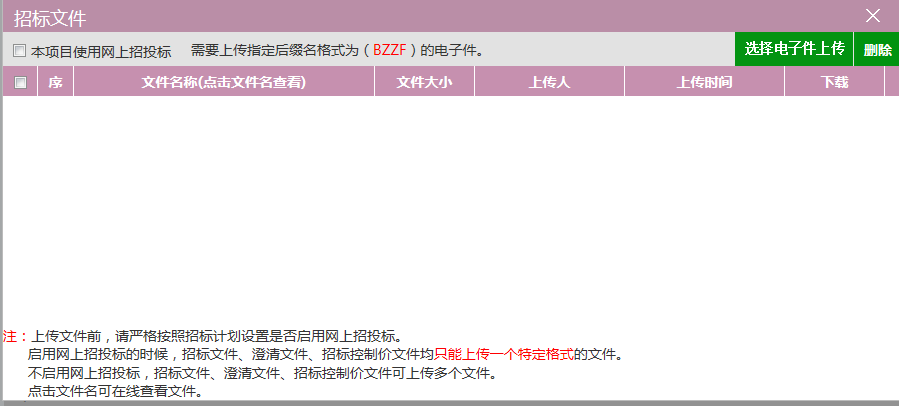 招标文件
本项目使用网上招投标 需要上传指定后缀名格式为（BZZF）的电子件。 选择电子件上传 删除
序 文件名称(点击文件名查看) 文件大小 上传人 上传时间 下载
注：上传文件前，请严格按照招标计划设置是否启用网上招投标。
启用网上招投标的时候，招标文件、澄清文件、招标控制价文件均只能上传一个特定格式的文件。
不启用网上招投标，招标文件、澄清文件、招标控制价文件可上传多个文件。
点击文件名可在线查看文件。